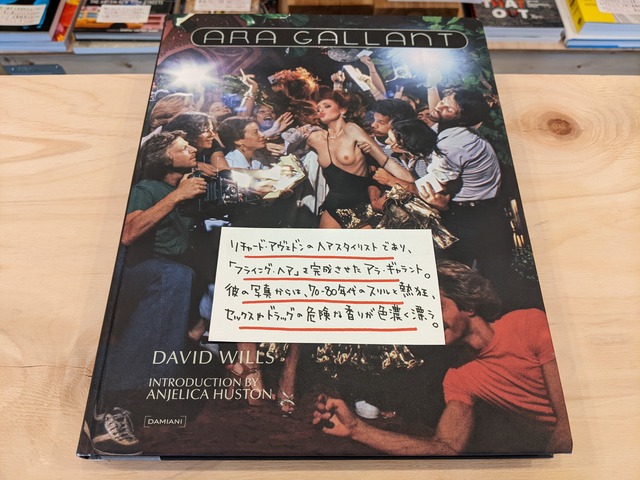 ARA GALLANT
リチャード・アヴェドンのヘアスタイリストであり、
「フライング・ヘア」を完成させたアラ・ギャラント。
彼の写真からは、70-80年代のスリルと熱狂、
セックスやドラッグの危険な香りが色濃く漂う。
DAVID WILLS
INTRODUCTION BY
ANJELICA HUSTON
DAMIANI